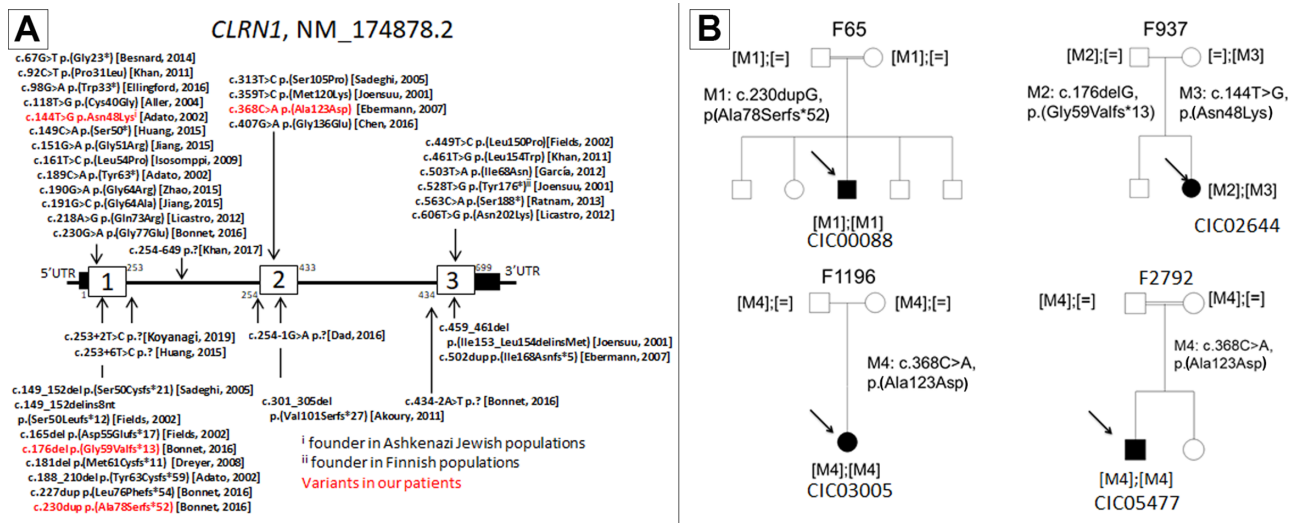 A
CLRN1, NM_174878.2
c.67G>T p.(Gly23*) [Besnard, 2014]
c.92C>T p.(Pro31Leu) [Khan, 2011]
c.98G>A p.(Trp33*) [Ellingford, 2016]
c.118T>G p.(Cys40Gly) [Aller, 2004]
c.144T>G p.Asn48Lysⁱ [Adato, 2002]
c.149C>A p.(Ser50*) [Huang, 2015]
c.151G>A p.(Gly51Arg) [Jiang, 2015]
c.161T>C p.(Leu54Pro) [Isosomppi, 2009]
c.189C>A p.(Tyr63*) [Adato, 2002]
c.190G>A p.(Gly64Arg) [Zhao, 2015]
c.191G>C p.(Gly64Ala) [Jiang, 2015]
c.218A>G p.(Gln73Arg) [Licastro, 2012]
c.230G>A p.(Gly77Glu) [Bonnet, 2016]
c.254-649 p.? [Khan, 2017]
c.313T>C p.(Ser105Pro) [Sadeghi, 2005]
c.359T>C p.(Met120Lys) [Joensuu, 2001]
c.368C>A p.(Ala123Asp) [Ebermann, 2007]
c.407G>A p.(Gly136Glu) [Chen, 2016]
c.449T>C p.(Leu150Pro)[Fields, 2002]
c.461T>G p.(Leu154Trp) [Khan, 2011]
c.503T>A p.(Ile68Asn) [García, 2012]
c.528T>G p.(Tyr176*)ⁱⁱ [Joensuu, 2001]
c.563C>A p.(Ser188*) [Ratnam, 2013]
c.606T>G p.(Asn202Lys) [Licastro, 2012]
5'UTR
1
1
253
254
2
433
434
3
699
3'UTR
c.253+2T>C p.?[Koyanagi, 2019]
c.253+6T>C p.? [Huang, 2015]
c.254-1G>A p.?[Dad, 2016]
c.459_461del
p.(Ile153_Leu154delinsMet) [Joensuu, 2001]
c.502dup p.(Ile168Asnfs*5) [Ebermann, 2007]
c.149_152del p.(Ser50Cysfs*21) [Sadeghi, 2005]
c.149_152delins8nt
p.(Ser50Leufs*12) [Fields, 2002]
c.165del p.(Asp55Glufs*17) [Fields, 2002]
c.176del p.(Gly59Valfs*13) [Bonnet, 2016]
c.181del p.(Met61Cysfs*11) [Dreyer, 2008]
c.188_210del p.(Tyr63Cysfs*59) [Adato, 2002]
c.227dup p.(Leu76Phefs*54) [Bonnet, 2016]
c.230dup p.(Ala78Serfs*52) [Bonnet, 2016]
c.301_305del
p.(Val101Serfs*27) [Akoury, 2011]
c.434-2A>T p.? [Bonnet, 2016]
ⁱ founder in Ashkenazi Jewish populations
ⁱⁱ founder in Finnish populations
Variants in our patients
B
F65
[M1];[=]
[M1];[=]
M1: c.230dupG,
p(Ala78Serfs*52)
[M1];[M1]
CIC00088
F937
[M2];[=]
[=];[M3]
M2: c.176delG,
p.(Gly59Valfs*13)
M3: c.144T>G,
p.(Asn48Lys)
[M2];[M3]
CIC02644
F1196
[M4];[=]
[M4];[=]
M4: c.368C>A,
p.(Ala123Asp)
[M4];[M4]
CIC03005
F2792
[M4];[=]
[M4];[=]
M4: c.368C>A,
p.(Ala123Asp)
[M4];[M4]
CIC05477